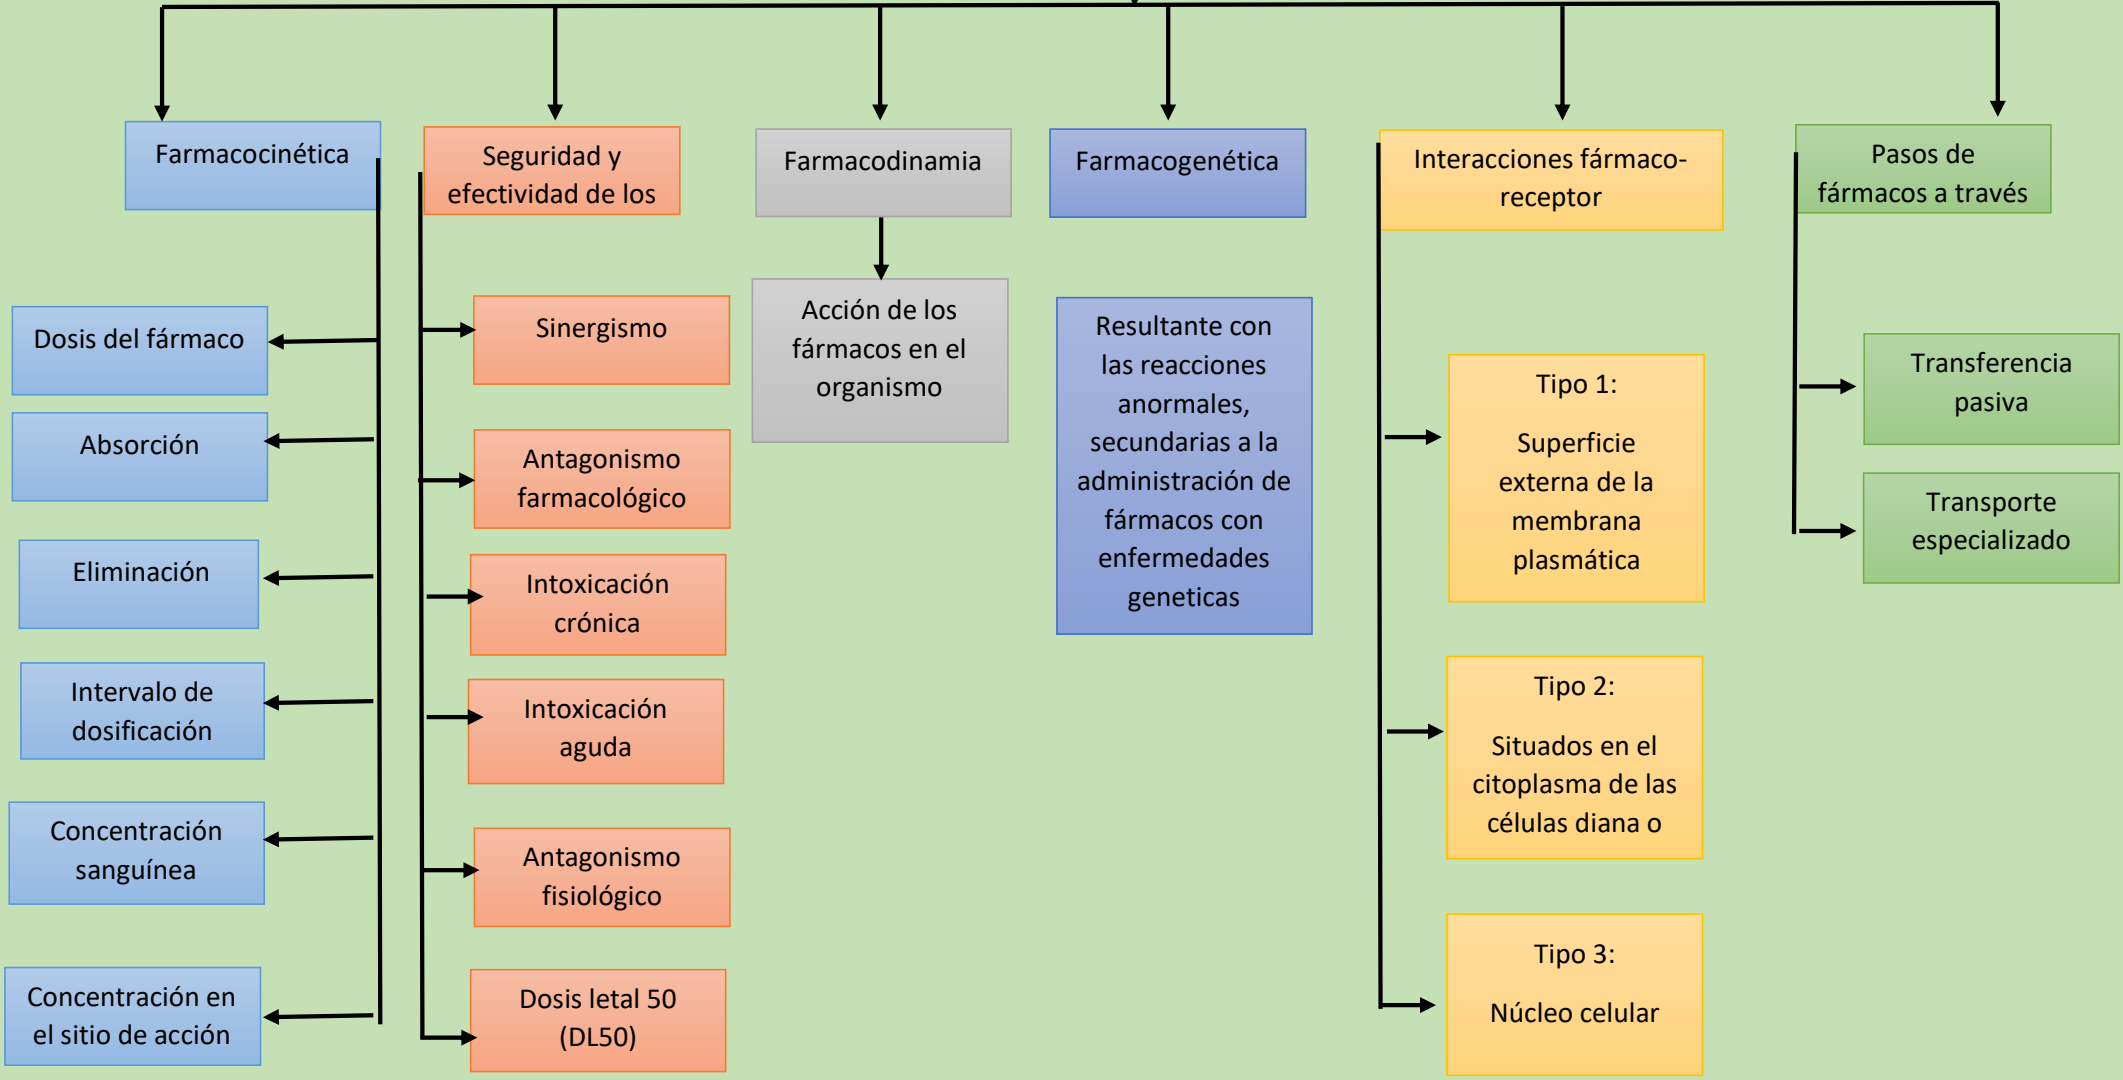 Farmacocinética
Dosis del fármaco
Absorción
Eliminación
Intervalo de
dosificación
Concentración
sanguínea
Concentración en
el sitio de acción
Seguridad y
efectividad de los
Sinergismo
Antagonismo
farmacológico
Intoxicación
crónica
Intoxicación
aguda
Antagonismo
fisiológico
Dosis letal 50
(DL50)
Farmacodinamia
Acción de los
fármacos en el
organismo
Farmacogenética
Resultante con
las reacciones
anormales,
secundarias a la
administración de
fármacos con
enfermedades
geneticas
Interacciones fármaco-
receptor
Tipo 1:
Superficie
externa de la
membrana
plasmática
Tipo 2:
Situados en el
citoplasma de las
células diana o
Tipo 3:
Núcleo celular
Pasos de
fármacos a través
Transferencia
pasiva
Transporte
especializado